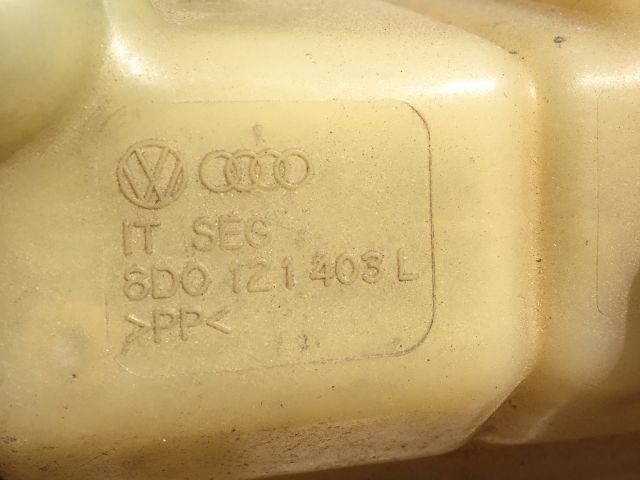 IT SEG
8D0 121 403 L
>PP<